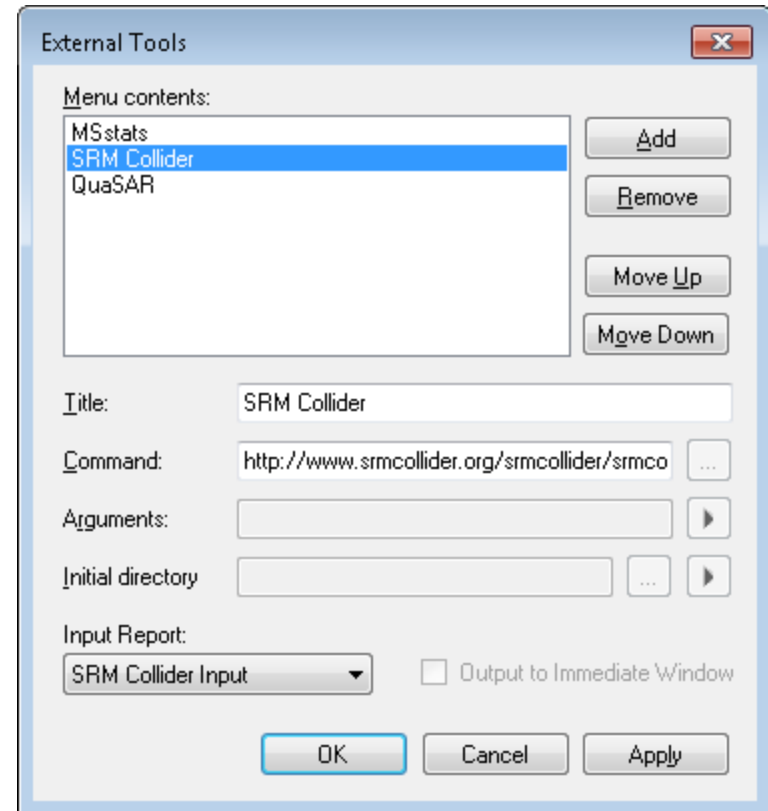 External Tools
Menu contents:
MSstats
SRM Collider
QuaSAR
Add
Remove
Move Up
Move Down
Title:
SRM Collider
Command:
http://www.srmcollider.org/srmcollider/srmco
...
Arguments:
Initial directory
...
Input Report:
SRM Collider Input
Output to Immediate Window
OK
Cancel
Apply